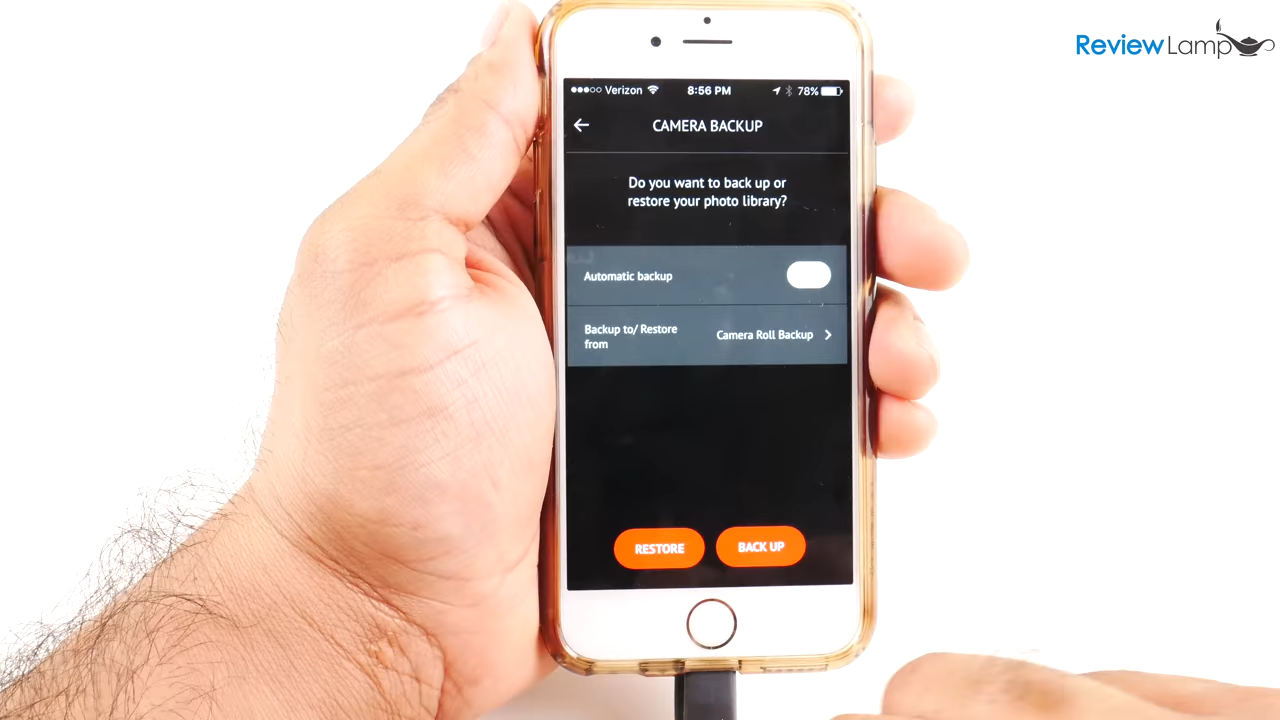 ReviewLamp
Verizon 8:56 PM 78%
CAMERA BACKUP
Do you want to back up or
restore your photo library?
Automatic backup
Backup to/ Restore
from
Camera Roll Backup
RESTORE BACK UP